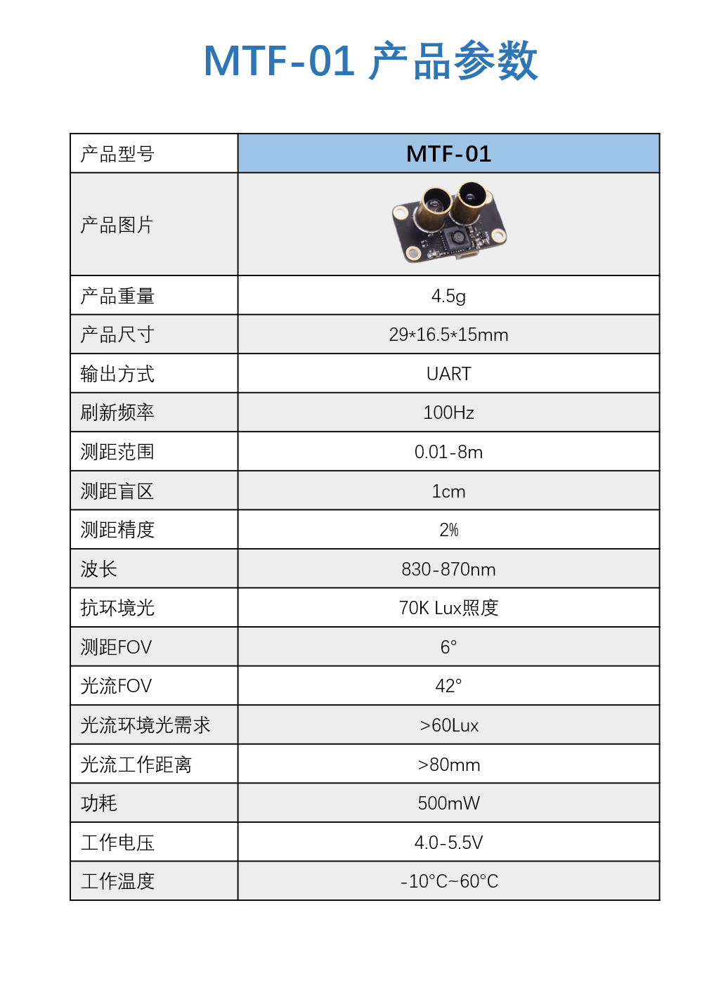 MTF-01 产品参数
产品型号 MTF-01
产品图片
产品重量 4.5g
产品尺寸 29*16.5*15mm
输出方式 UART
刷新频率 100Hz
测距范围 0.01-8m
测距盲区 1cm
测距精度 2%
波长 830-870nm
抗环境光 70K Lux照度
测距FOV 6°
光流FOV 42°
光流环境光需求 >60Lux
光流工作距离 >80mm
功耗 500mW
工作电压 4.0-5.5V
工作温度 -10°C~60°C